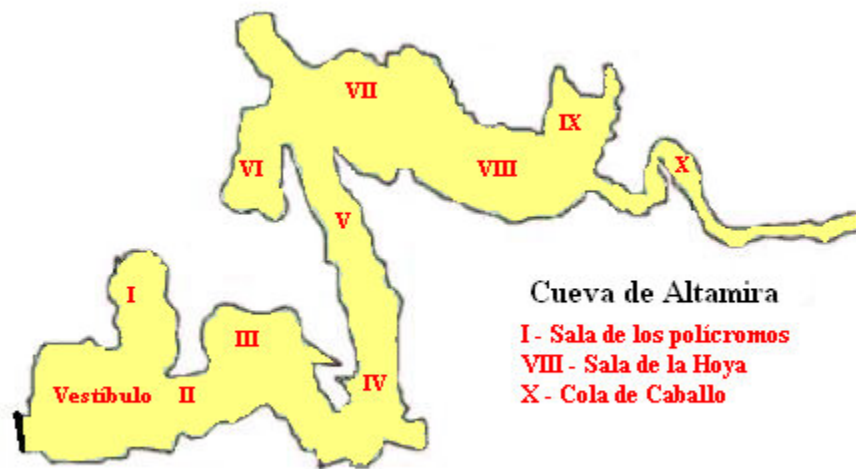 VII
IX
VI
VIII
X
V
I
Cueva de Altamira
III
I - Sala de los polícromos
VIII - Sala de la Hoya
Vestíbulo II
IV
X - Cola de Caballo